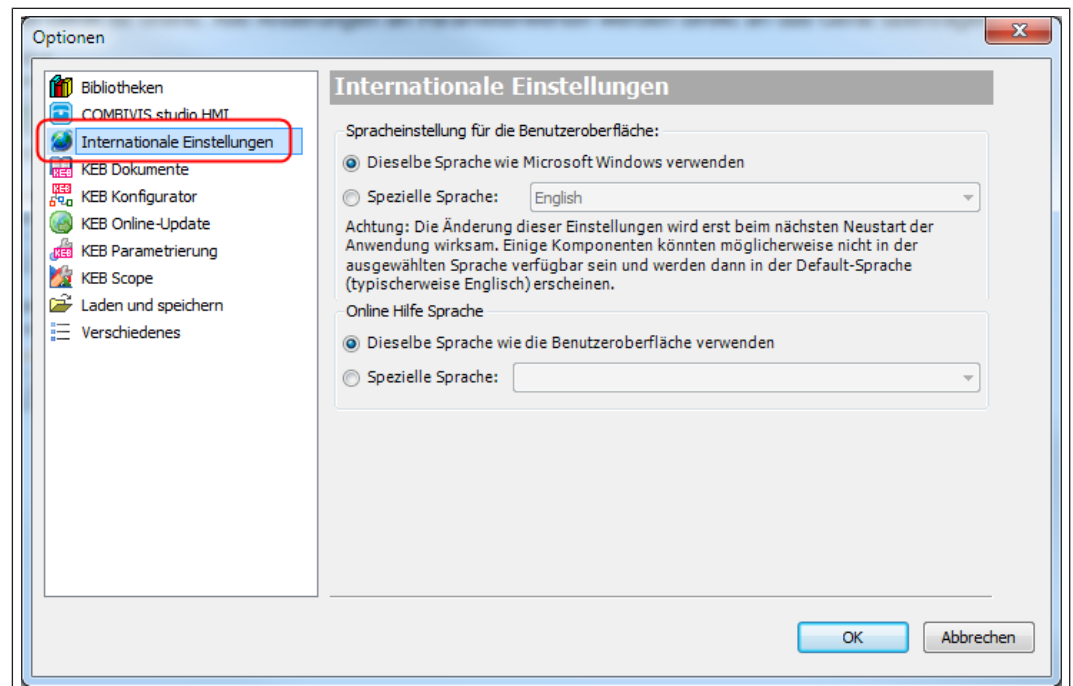 Optionen
Bibliotheken
COMBIVIS studio HMI
Internationale Einstellungen
KEB Dokumente
KEB Konfigurator
KEB Online-Update
KEB Parametrierung
KEB Scope
Laden und speichern
Verschiedenes
Internationale Einstellungen
Spracheinstellung für die Benutzeroberfläche:
Dieselbe Sprache wie Microsoft Windows verwenden
Spezielle Sprache: English
Achtung: Die Änderung dieser Einstellungen wird erst beim nächsten Neustart der
Anwendung wirksam. Einige Komponenten könnten möglicherweise nicht in der
ausgewählten Sprache verfügbar sein und werden dann in der Default-Sprache
(typischerweise Englisch) erscheinen.
Online Hilfe Sprache
Dieselbe Sprache wie die Benutzeroberfläche verwenden
Spezielle Sprache:
OK Abbrechen